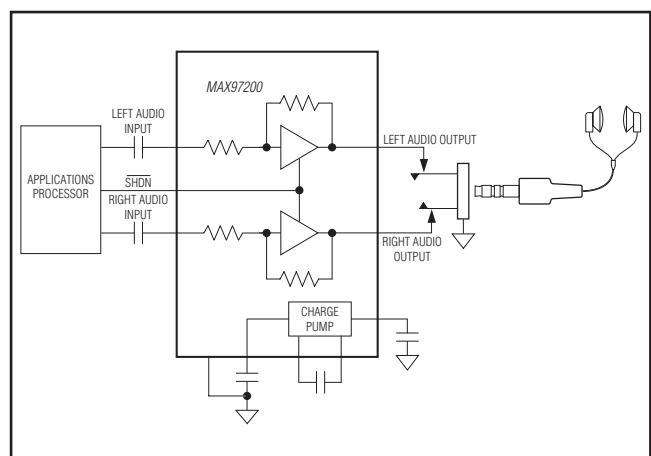 MAX97200
LEFT AUDIO
INPUT
LEFT AUDIO OUTPUT
APPLICATIONS
PROCESSOR
SHDN
RIGHT AUDIO
INPUT
RIGHT AUDIO
OUTPUT
CHARGE
PUMP